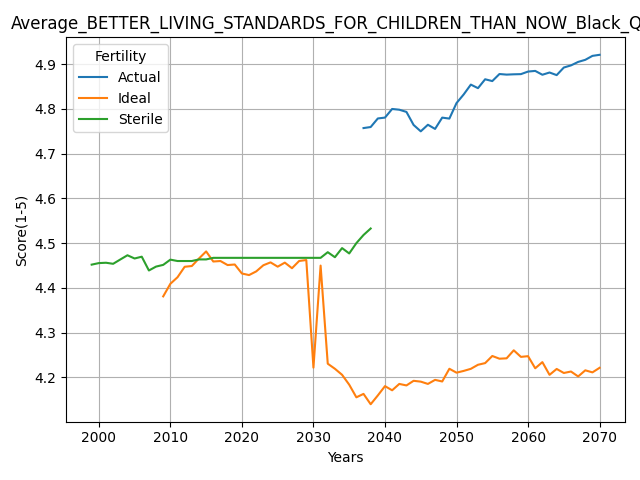 Average_BETTER_LIVING_STANDARDS_FOR_CHILDREN_THAN_NOW_Black_Q
Fertility
Actual
Ideal
Sterile
Score(1-5)
4.9
4.8
4.7
4.6
4.5
4.4
4.3
4.2
2000 2010 2020 2030 2040 2050 2060 2070
Years